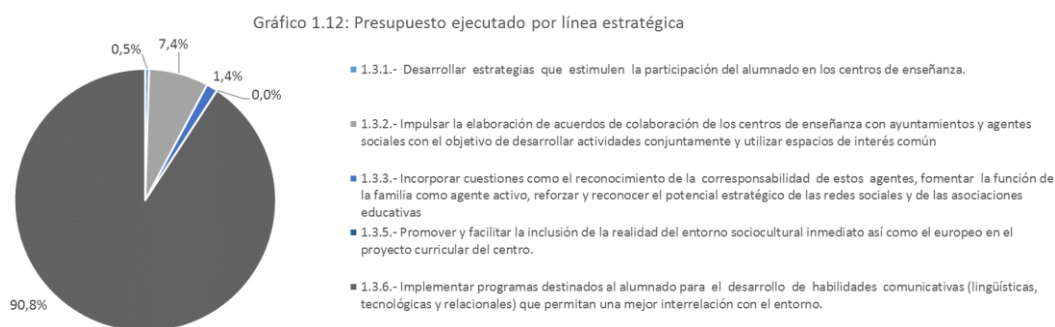 Gráfico 1.12: Presupuesto ejecutado por línea estratégica
0,5%
7,4%
1,4%
0,0%
90,8%
1.3.1.- Desarrollar estrategias que estimulen la participación del alumnado en los centros de enseñanza.
1.3.2.- Impulsar la elaboración de acuerdos de colaboración de los centros de enseñanza con ayuntamientos y agentes
sociales con el objetivo de desarrollar actividades conjuntamente y utilizar espacios de interés común
1.3.3.- Incorporar cuestiones como el reconocimiento de la corresponsabilidad de estos agentes, fomentar la función de
la familia como agente activo, reforzar y reconocer el potencial estratégico de las redes sociales y de las asociaciones
educativas
1.3.5.- Promover y facilitar la inclusión de la realidad del entorno sociocultural inmediato así como el europeo en el
proyecto curricular del centro.
1.3.6.- Implementar programas destinados al alumnado para el desarrollo de habilidades comunicativas (lingüísticas,
tecnológicas y relacionales) que permitan una mejor interrelación con el entorno.